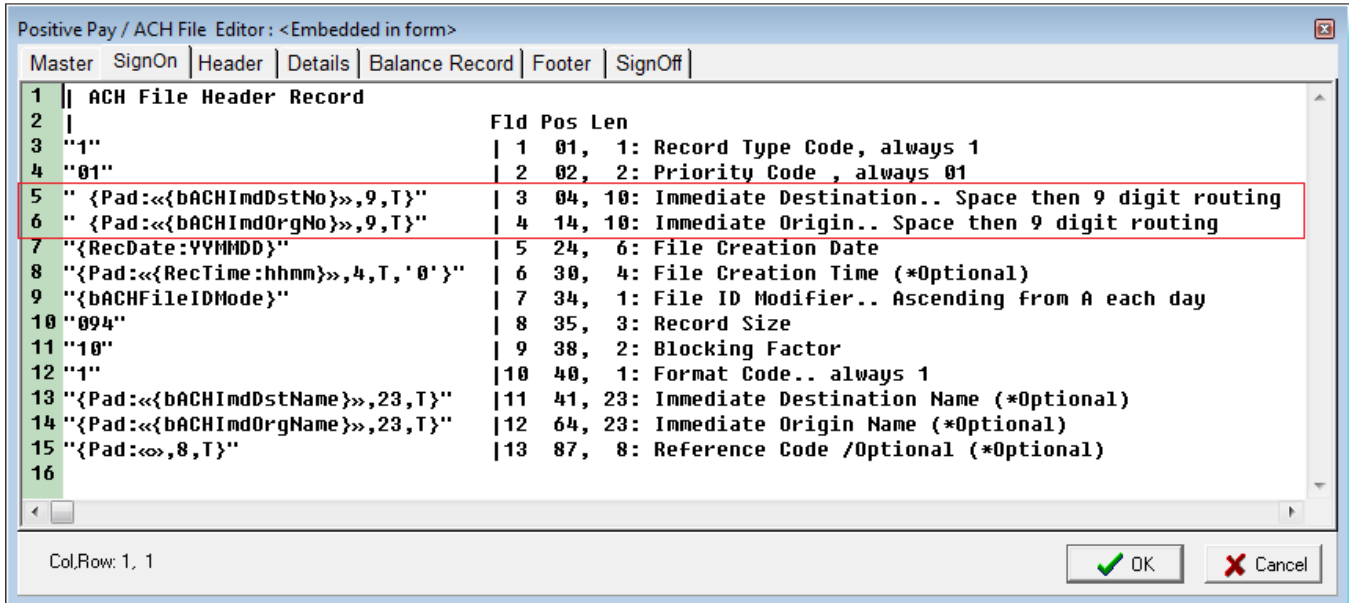 Positive Pay / ACH File Editor : <Embedded in form>
Master SignOn Header Details Balance Record Footer SignOff
1 | ACH File Header Record
2 | Fld Pos Len
3 "1" | 1 01, 1: Record Type Code, always 1
4 "01" | 2 02, 2: Priority Code , always 01
5 " {Pad:«{bACHImdDstNo}»,9,T}" | 3 04, 10: Immediate Destination.. Space then 9 digit routing
6 " {Pad:«{bACHImdOrgNo}»,9,T}" | 4 14, 10: Immediate Origin.. Space then 9 digit routing
7 "{RecDate:YYMMDD}" | 5 24, 6: File Creation Date
8 "{Pad:«{RecTime:hhmm}»,4,T,'0'}" | 6 30, 4: File Creation Time (*Optional)
9 "{bACHFileIDMode}" | 7 34, 1: File ID Modifier.. Ascending from A each day
10 "094" | 8 35, 3: Record Size
11 "10" | 9 38, 2: Blocking Factor
12 "1" |10 40, 1: Format Code.. always 1
13 "{Pad:«{bACHImdDstName}»,23,T}" |11 41, 23: Immediate Destination Name (*Optional)
14 "{Pad:«{bACHImdOrgName}»,23,T}" |12 64, 23: Immediate Origin Name (*Optional)
15 "{Pad:«»,8,T}" |13 87, 8: Reference Code /Optional (*Optional)
16
Col,Row: 1, 1
OK Cancel